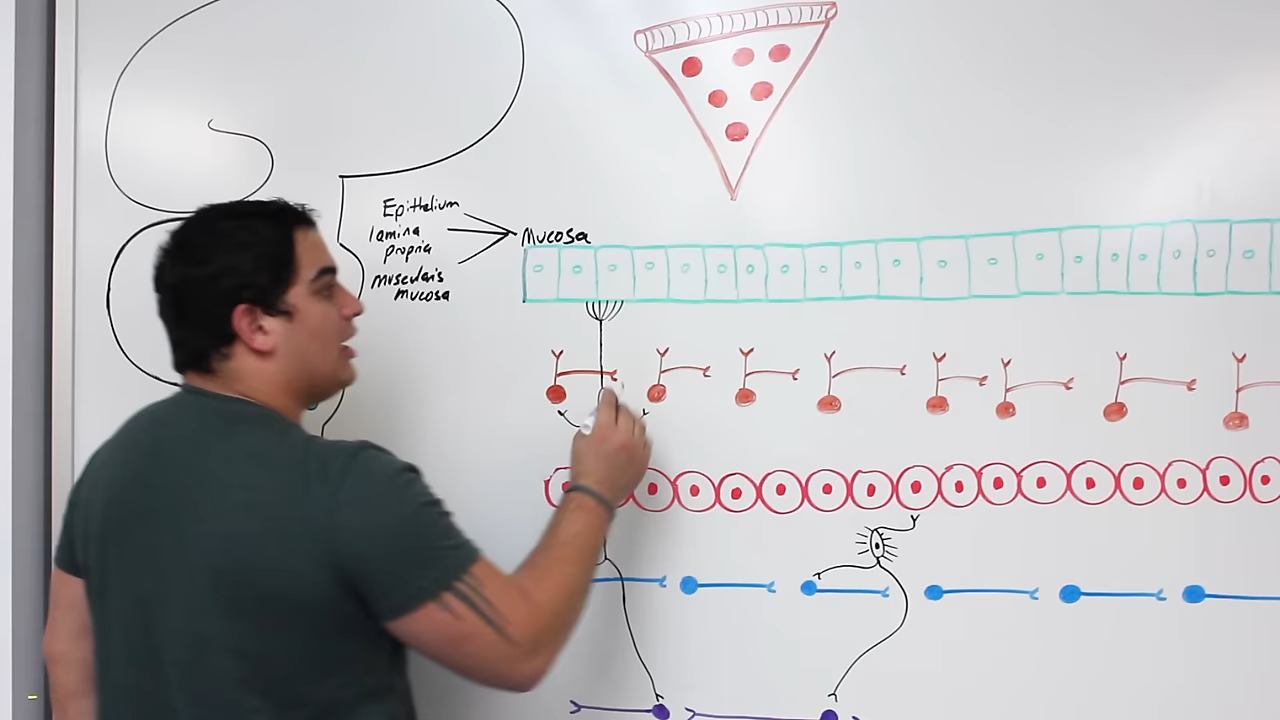 Epithelium
lamina
propria
muscularis
mucosa
Mucosa